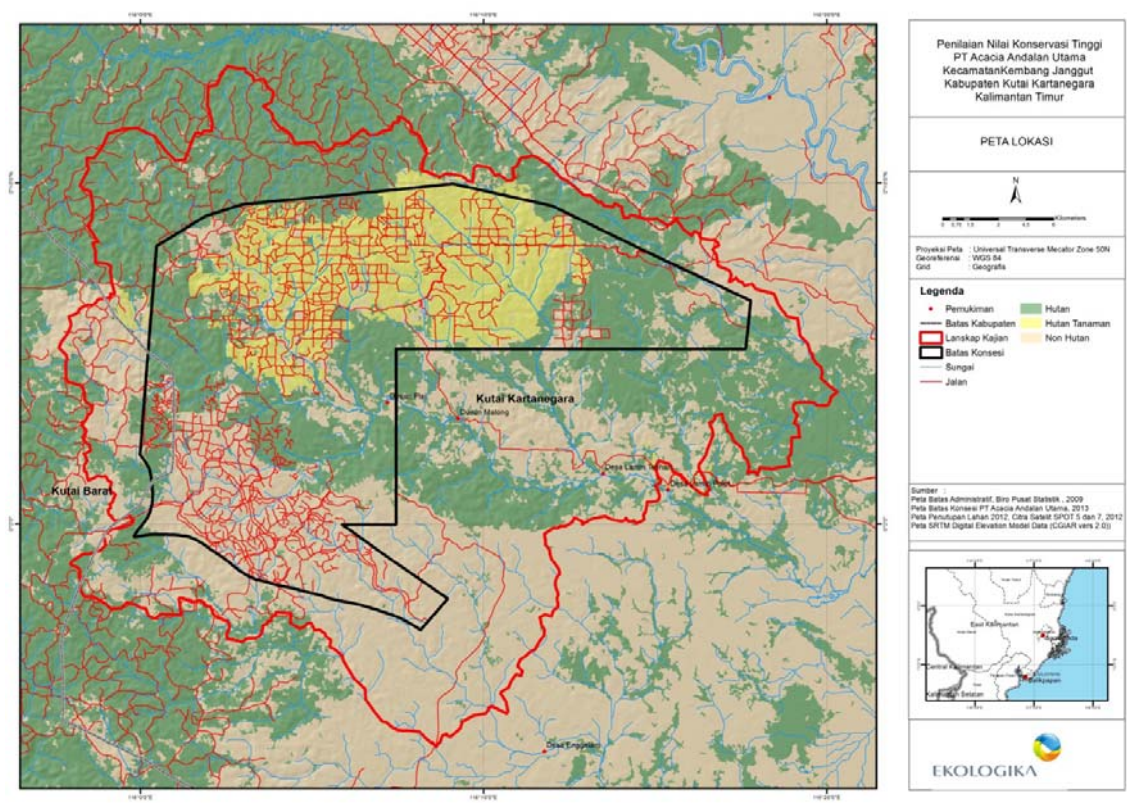 Penilaian Nilai Konservasi Tinggi
PT Acacia Andalan Utama
KecamatanKembang Janggut
Kabupaten Kutai Kartanegara
Kalimantan Timur
PETA LOKASI
N
Kilometers
Proyeksi Peta : Universal Transverse Mecator Zone 50N
Georeferensi : WGS 84
Grid : Geografis
Legenda
Pemukiman
Batas Kabupaten
Lanskap Kajian
Batas Konsesi
Sungai
Jalan
Hutan
Hutan Tanaman
Non Hutan
Sumber :
Peta Batas Administratif, Biro Pusat Statistik , 2009
Peta Batas Konsesi PT Acacia Andalan Utama, 2013
Peta Penutupan Lahan 2012, Citra Satelit SPOT 5 dan 7, 2012
Peta SRTM Digital Elevation Model Data (CGIAR vers 2.0))
Kutai Kartanegara
Kutai Barat
Dusun Malong
East Kalimantan
Central Kalimantan
Kalimantan Selatan
Balikpapan
EKOLOGIKA